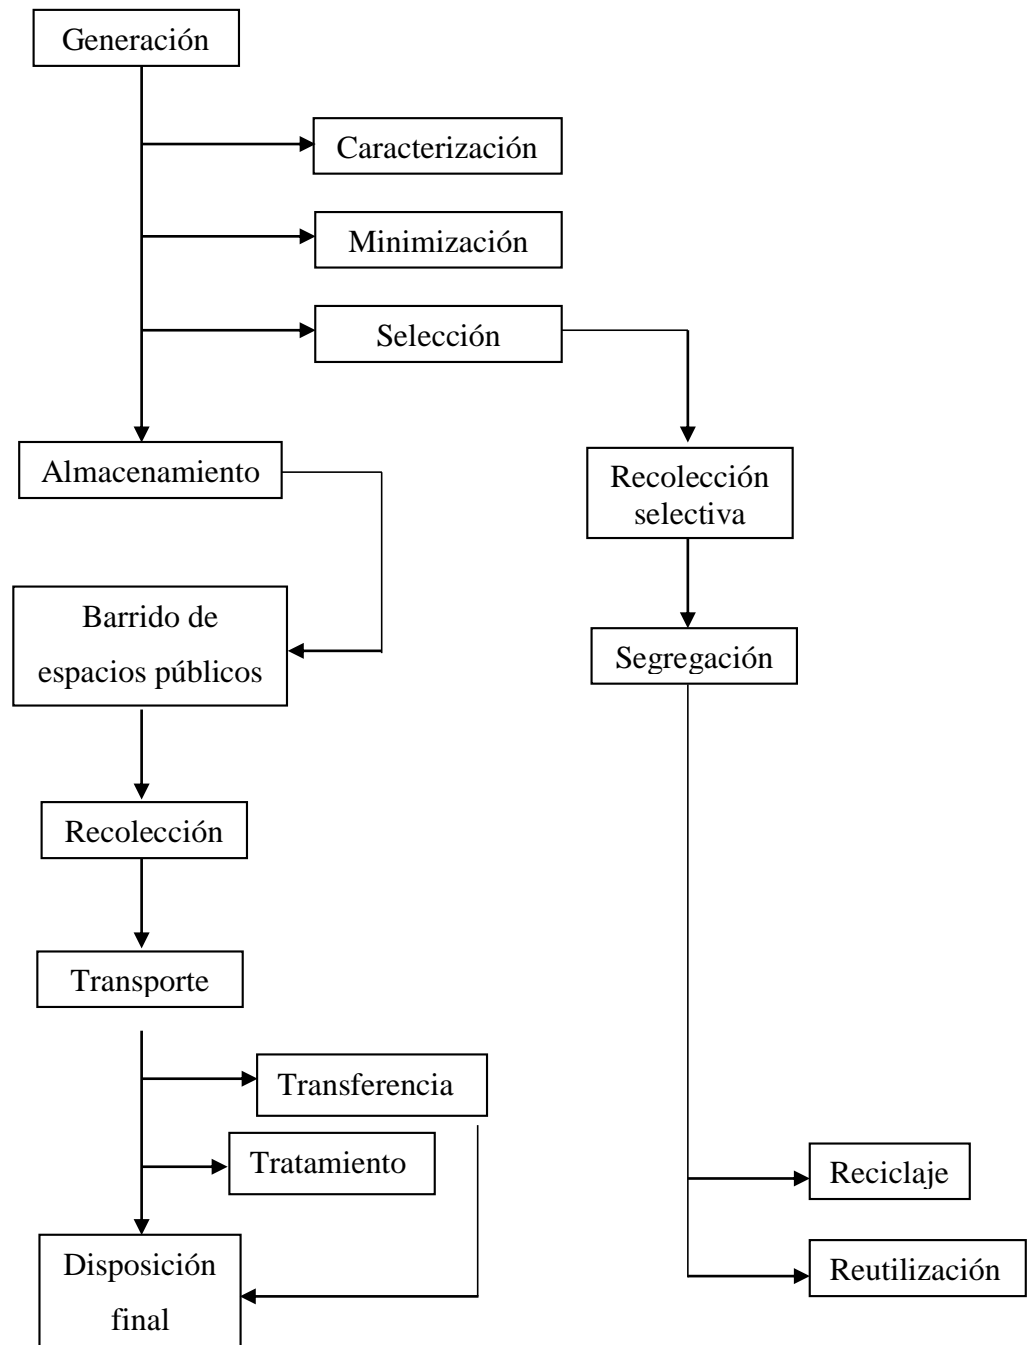 Generación
Caracterización
Minimización
Selección
Almacenamiento
Recolección
selectiva
Barrido de
espacios públicos
Segregación
Recolección
Transporte
Transferencia
Tratamiento
Reciclaje
Disposición
final
Reutilización